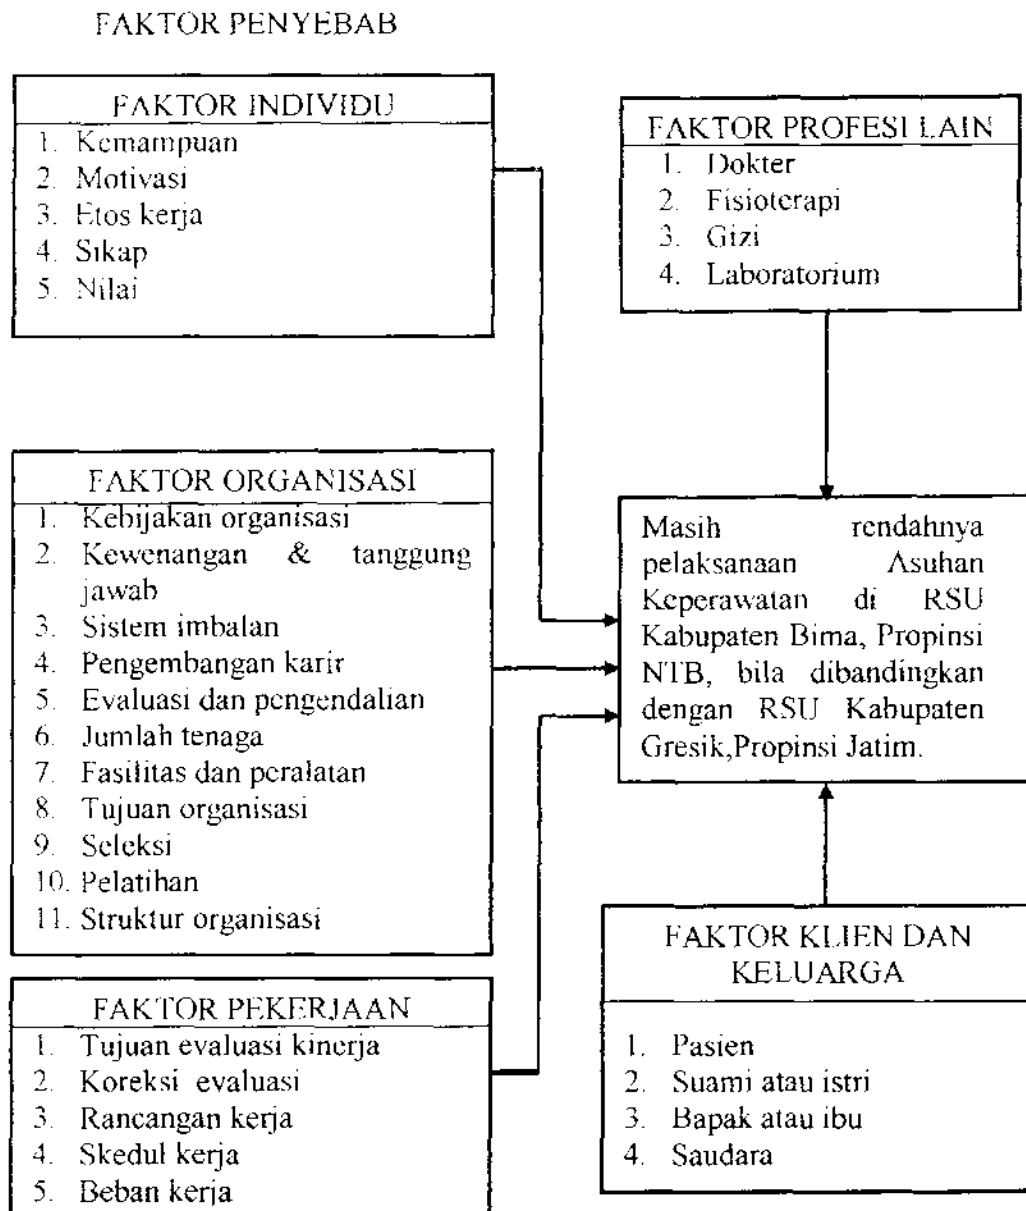 FAKTOR PENYEBAB
FAKTOR INDIVIDU
1. Kemampuan
2. Motivasi
3. Etos kerja
4. Sikap
5. Nilai
FAKTOR PROFESI LAIN
1. Dokter
2. Fisioterapi
3. Gizi
4. Laboratorium
FAKTOR ORGANISASI
1. Kebijakan organisasi
2. Kewenangan & tanggung
jawab
3. Sistem imbalan
4. Pengembangan karir
5. Evaluasi dan pengendalian
6. Jumlah tenaga
7. Fasilitas dan peralatan
8. Tujuan organisasi
9. Seleksi
10. Pelatihan
11. Struktur organisasi
Masih rendahnya
pelaksanaan Asuhan
Keperawatan di RSU
Kabupaten Bima, Propinsi
NTB, bila dibandingkan
dengan RSU Kabupaten
Gresik,Propinsi Jatim.
FAKTOR PEKERJAAN
1. Tujuan evaluasi kinerja
2. Koreksi evaluasi
3. Rancangan kerja
4. Skedul kerja
5. Beban kerja
FAKTOR KLIEN DAN
KELUARGA
1. Pasien
2. Suami atau istri
3. Bapak atau ibu
4. Saudara